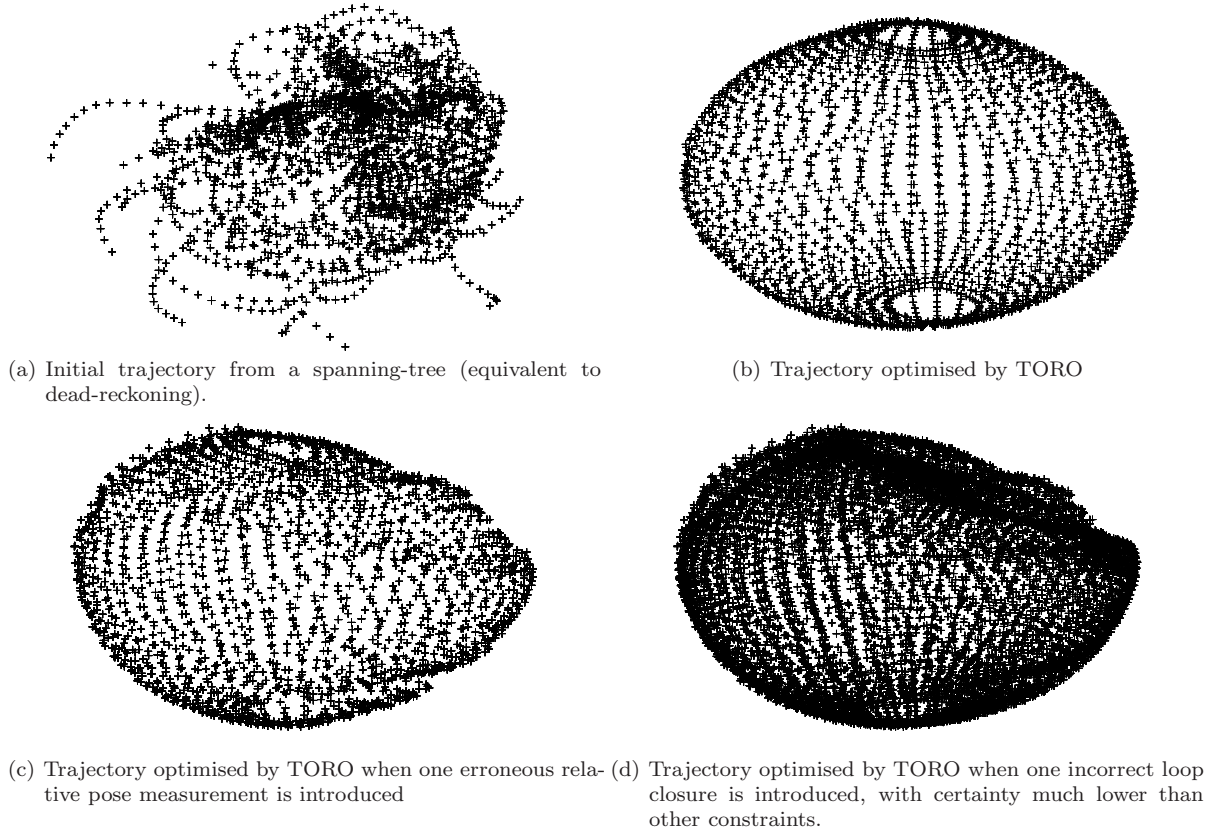 (a) Initial trajectory from a spanning-tree (equivalent to
dead-reckoning).
(b) Trajectory optimised by TORO
(c) Trajectory optimised by TORO when one erroneous rela-
tive pose measurement is introduced
(d) Trajectory optimised by TORO when one incorrect loop
closure is introduced, with certainty much lower than
other constraints.